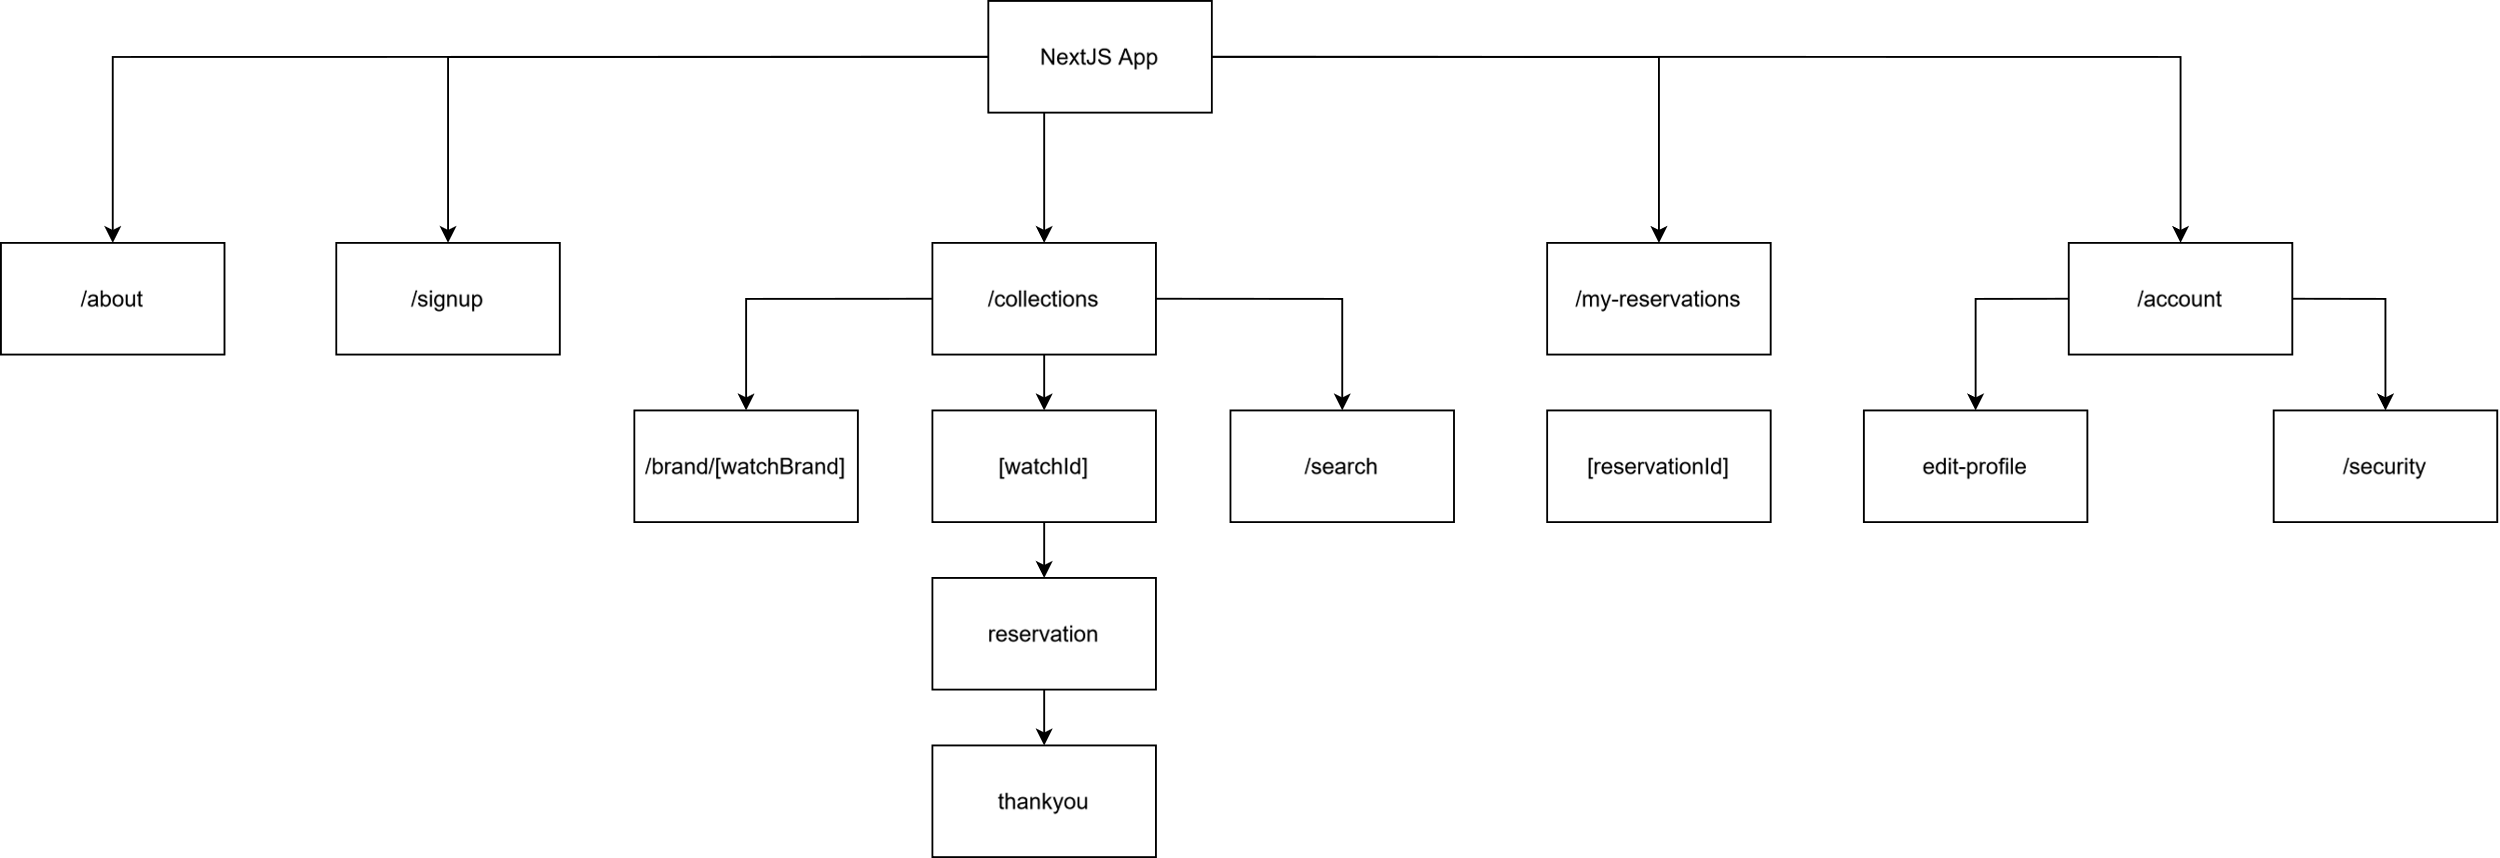 NextJS App
/about
/signup
/collections
/my-reservations
/account
/brand/[watchBrand]
[watchId]
/search
[reservationId]
edit-profile
/security
reservation
thankyou